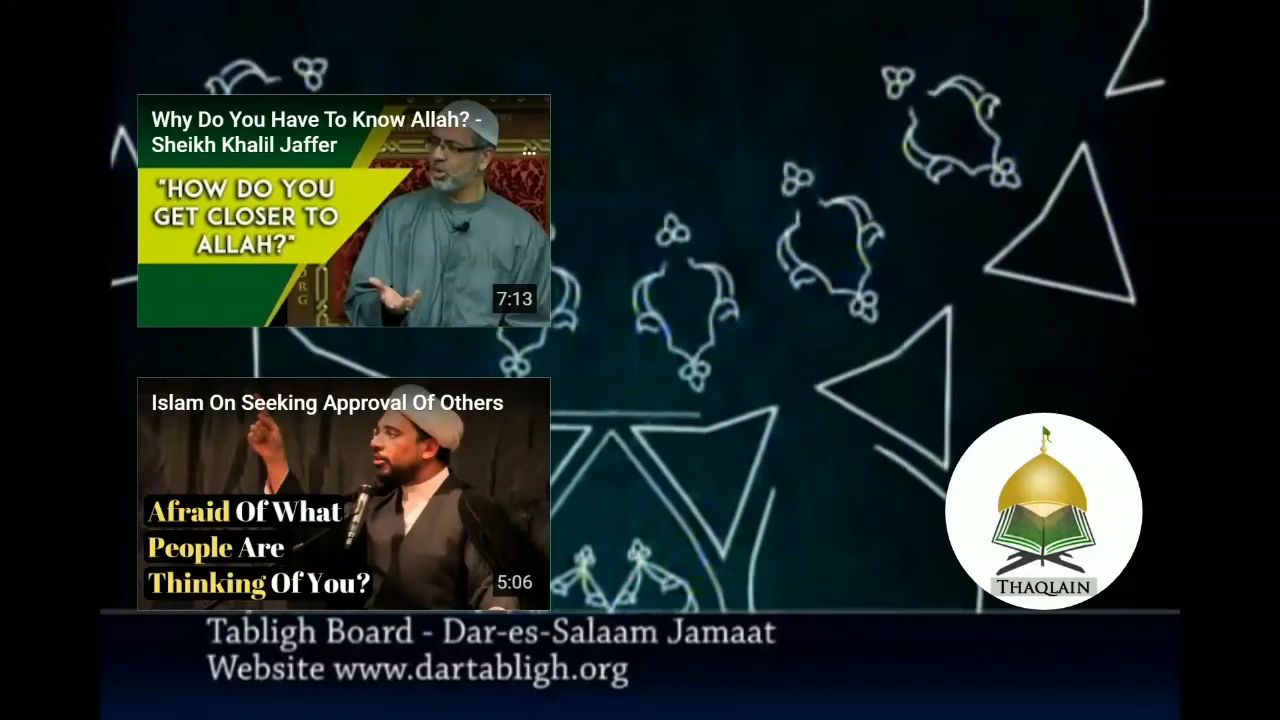 Why Do You Have To Know Allah? -
Sheikh Khalil Jaffer
...
"HOW DO YOU
GET CLOSER TO
ALLAH?"
7:13
Islam On Seeking Approval Of Others
Afraid Of What
People Are
Thinking Of You?
5:06
THAQLAIN
Tabligh Board - Dar-es-Salaam Jamaat
Website www.dartabligh.org